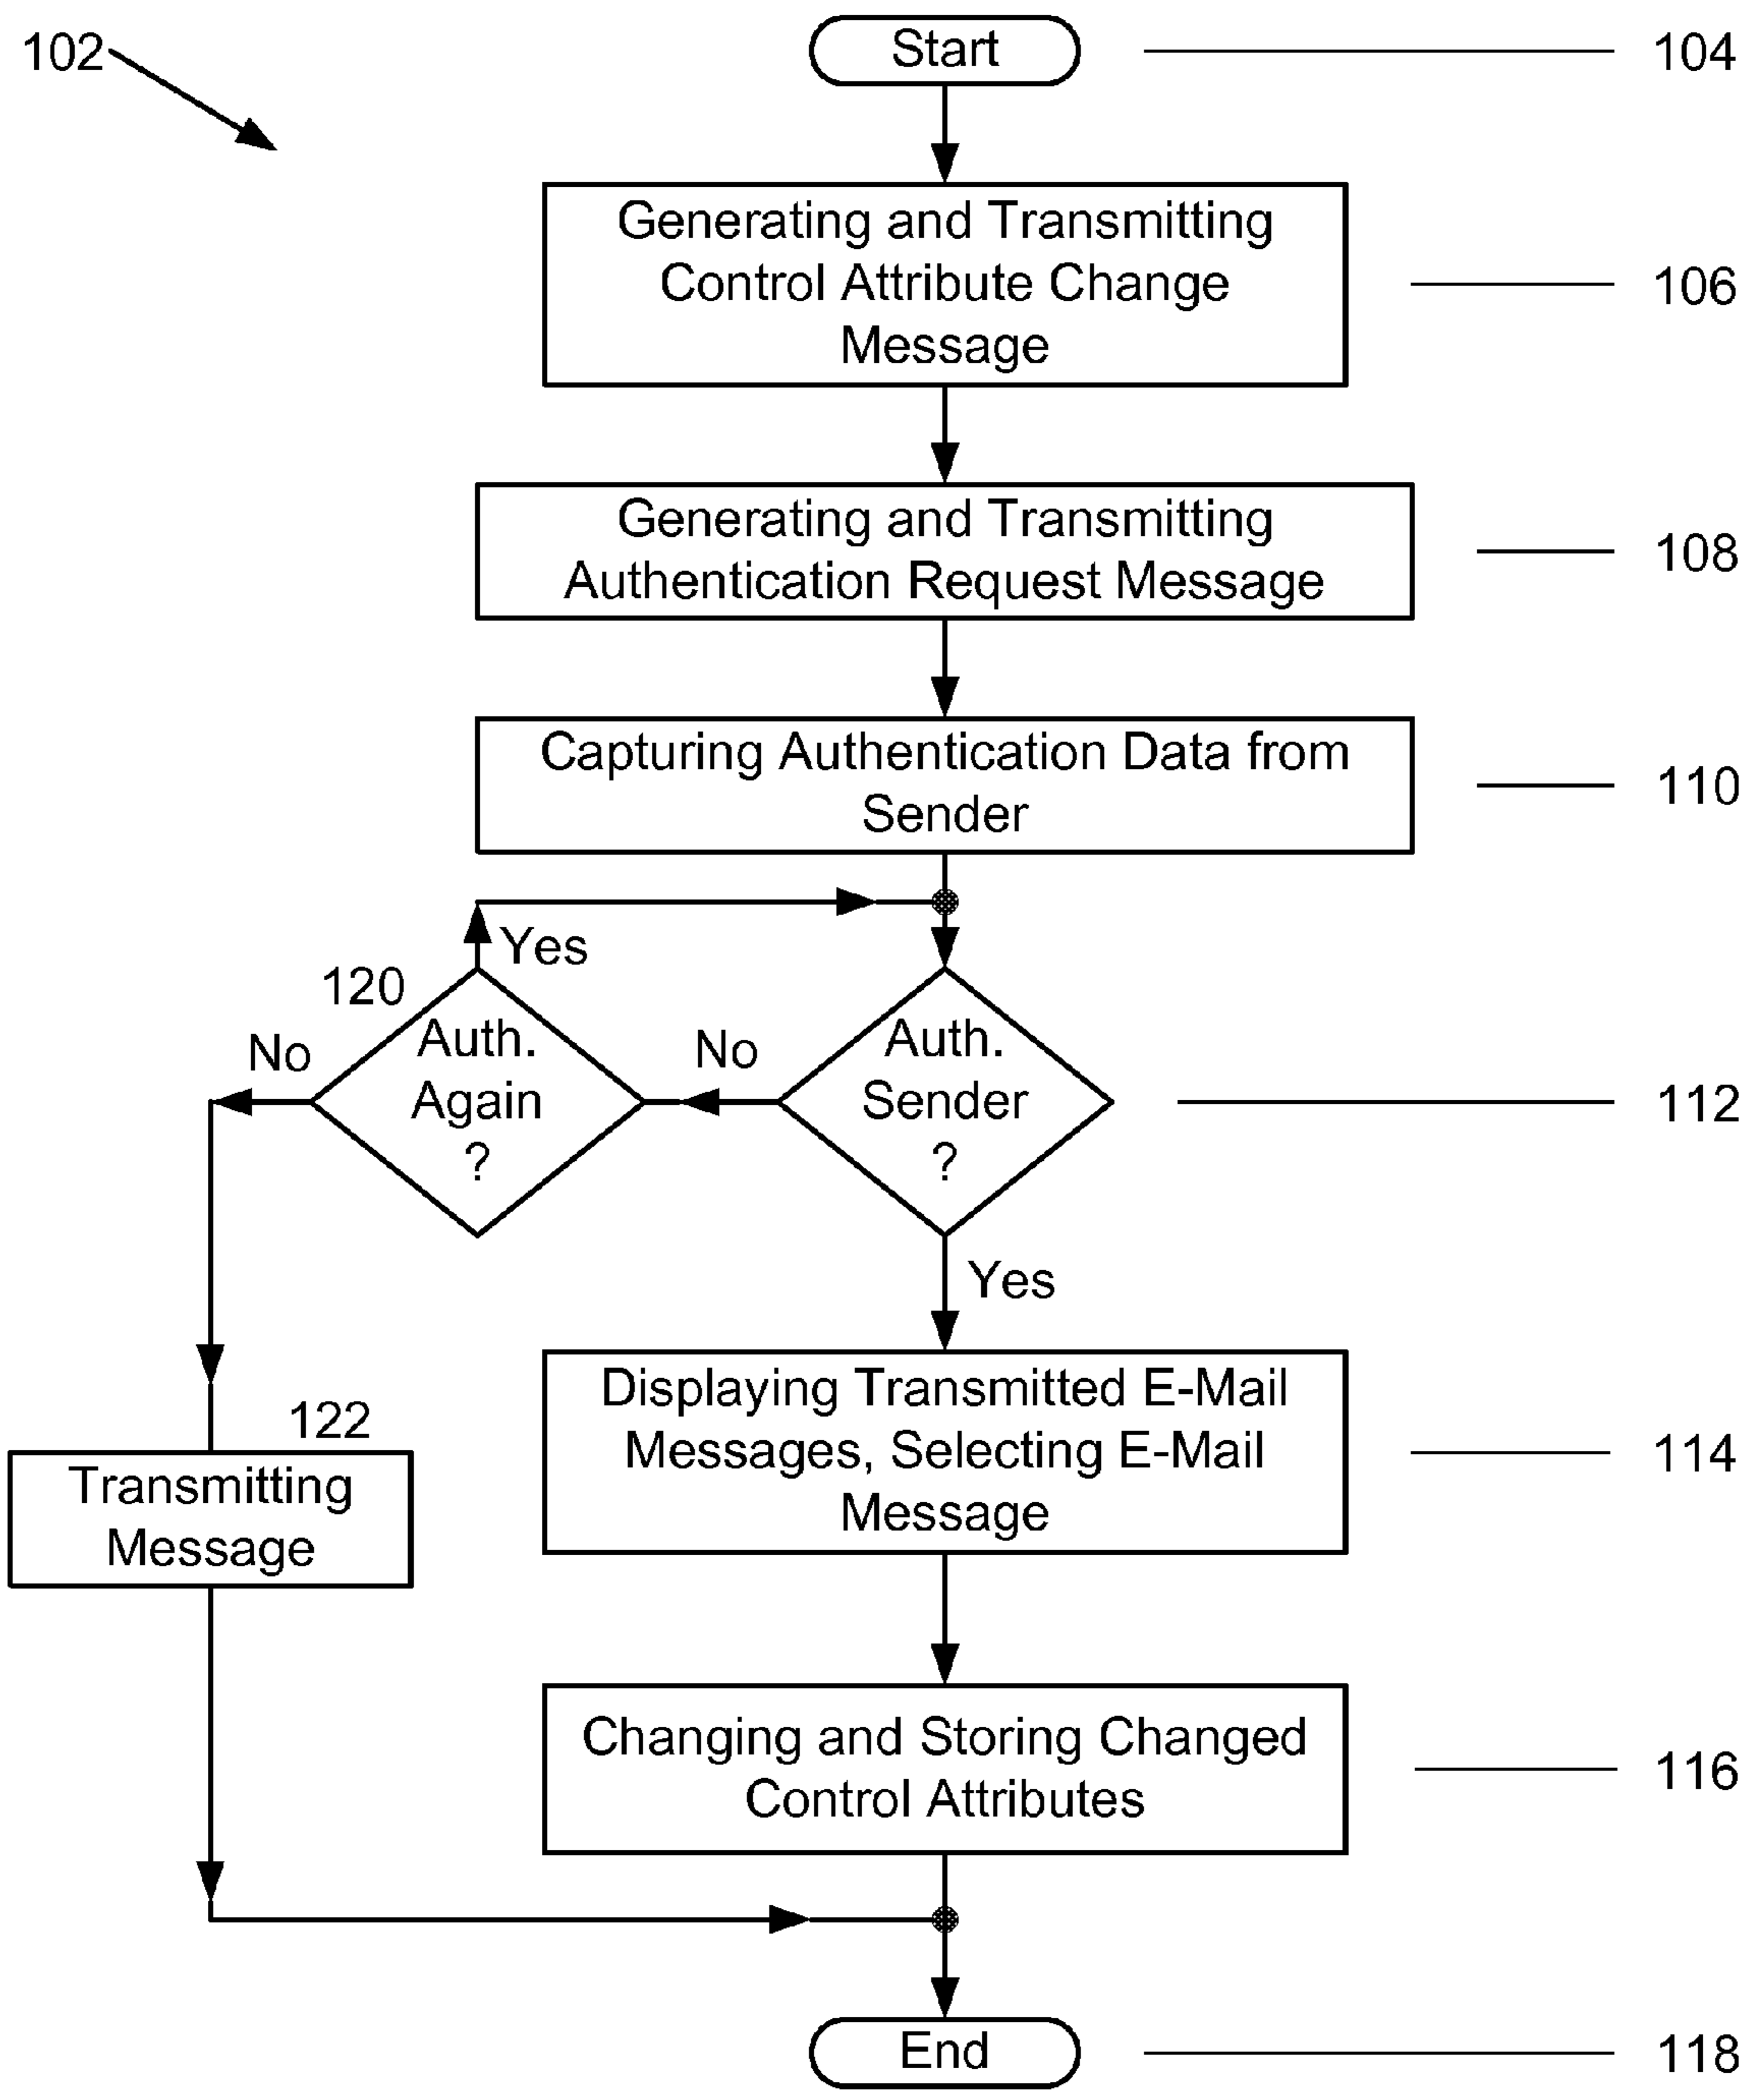 102
Start
104
Generating and Transmitting
Control Attribute Change
Message
106
Generating and Transmitting
Authentication Request Message
108
Capturing Authentication Data from
Sender
110
Yes
120
No
Auth.
Again
?
No
Auth.
Sender
?
112
Yes
Displaying Transmitted E-Mail
Messages, Selecting E-Mail
Message
114
122
Transmitting
Message
Changing and Storing Changed
Control Attributes
116
End
118